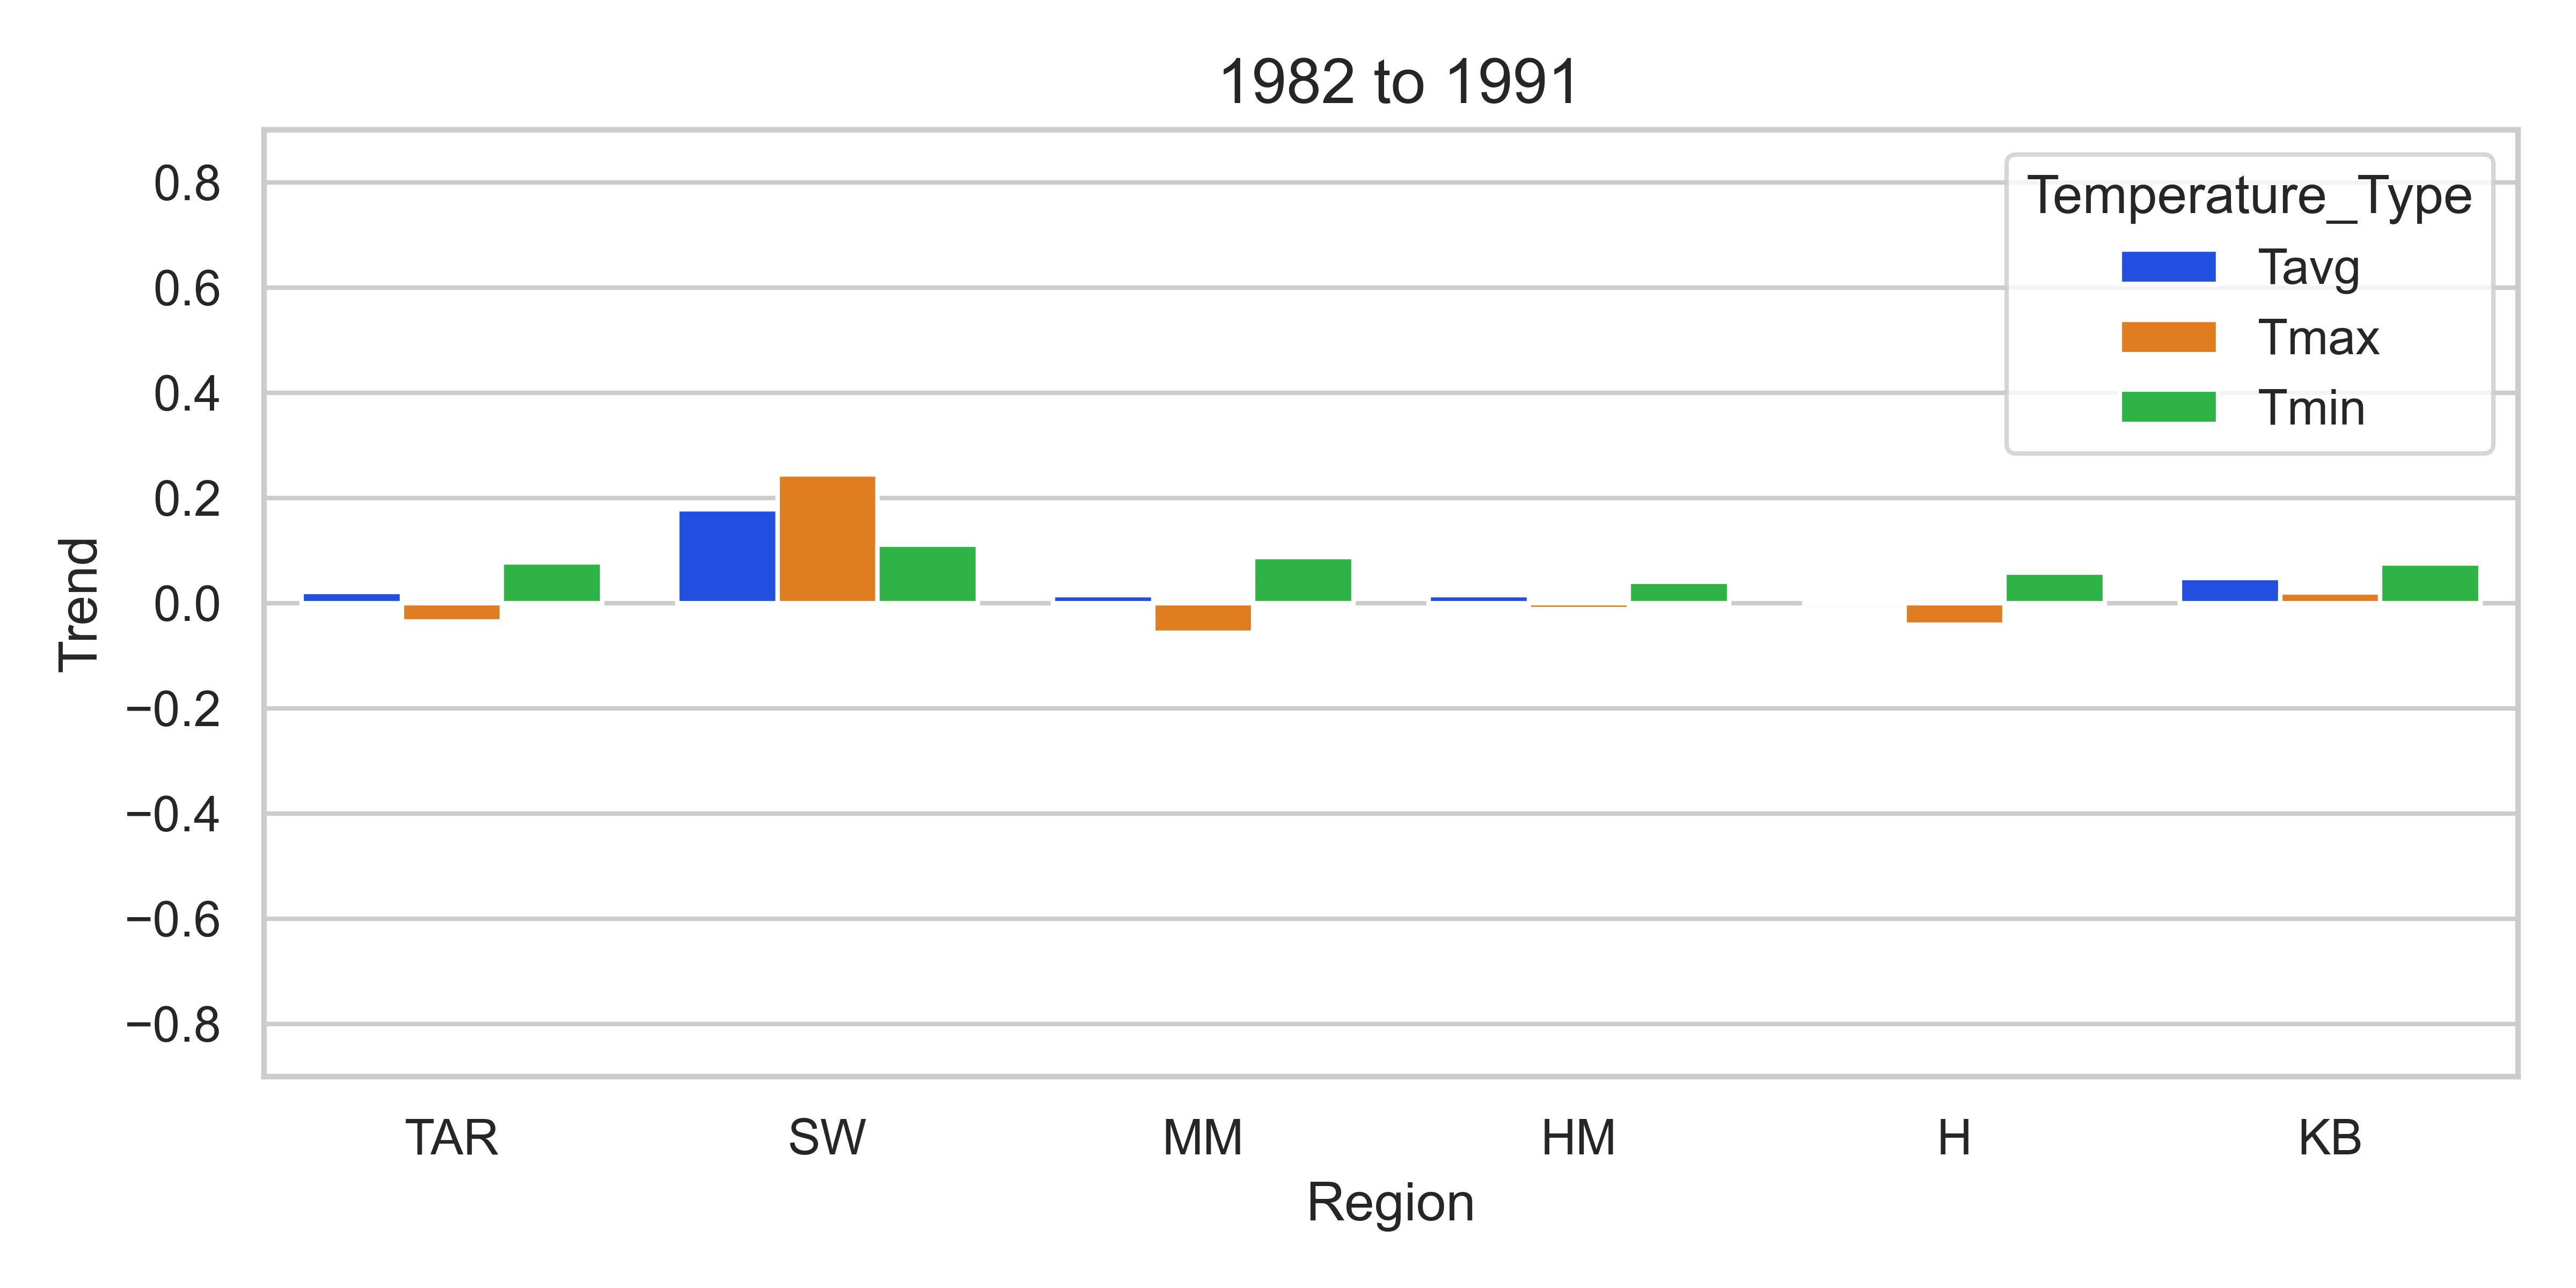 1982 to 1991
Temperature_Type
Tavg
Tmax
Tmin
Trend
0.8
0.6
0.4
0.2
0.0
−0.2
−0.4
−0.6
−0.8
TAR SW MM HM H KB
Region